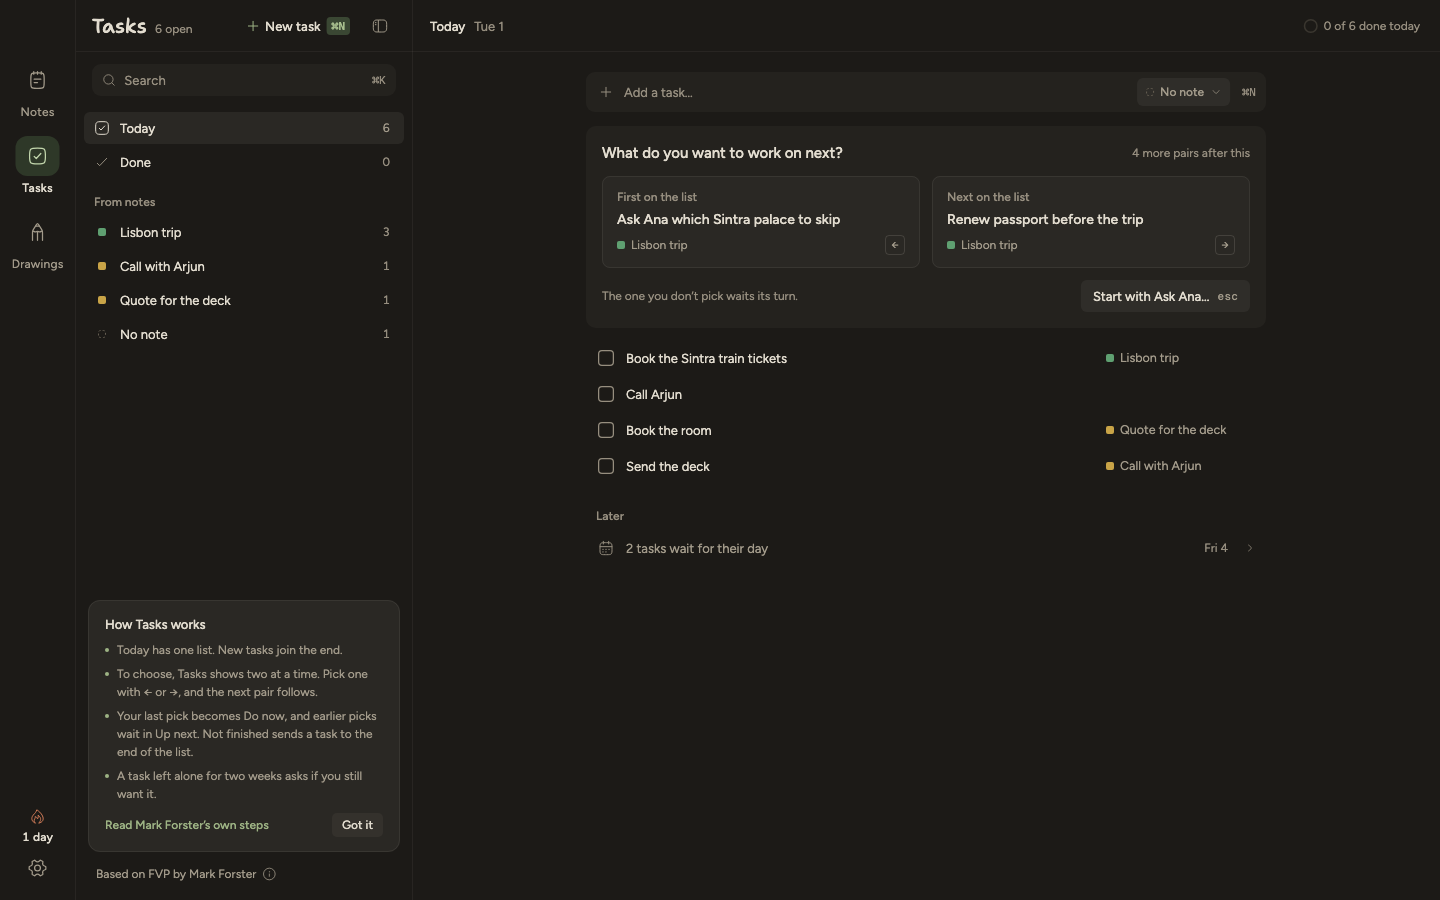 Tasks 6 open
New task ⌘N
Search ⌘K
Notes
Tasks
Drawings
Today 6
Done 0
From notes
Lisbon trip 3
Call with Arjun 1
Quote for the deck 1
No note 1
How Tasks works
• Today has one list. New tasks join the end.
• To choose, Tasks shows two at a time. Pick one
with ← or →, and the next pair follows.
• Your last pick becomes Do now, and earlier picks
wait in Up next. Not finished sends a task to the
end of the list.
• A task left alone for two weeks asks if you still
want it.
Read Mark Forster's own steps
Got it
Based on FVP by Mark Forster
1 day
Today Tue 1
0 of 6 done today
Add a task...
No note
⌘N
What do you want to work on next?
4 more pairs after this
First on the list
Ask Ana which Sintra palace to skip
Lisbon trip ←
Next on the list
Renew passport before the trip
Lisbon trip →
The one you don't pick waits its turn.
Start with Ask Ana... esc
Book the Sintra train tickets Lisbon trip
Call Arjun
Book the room Quote for the deck
Send the deck Call with Arjun
Later
2 tasks wait for their day Fri 4